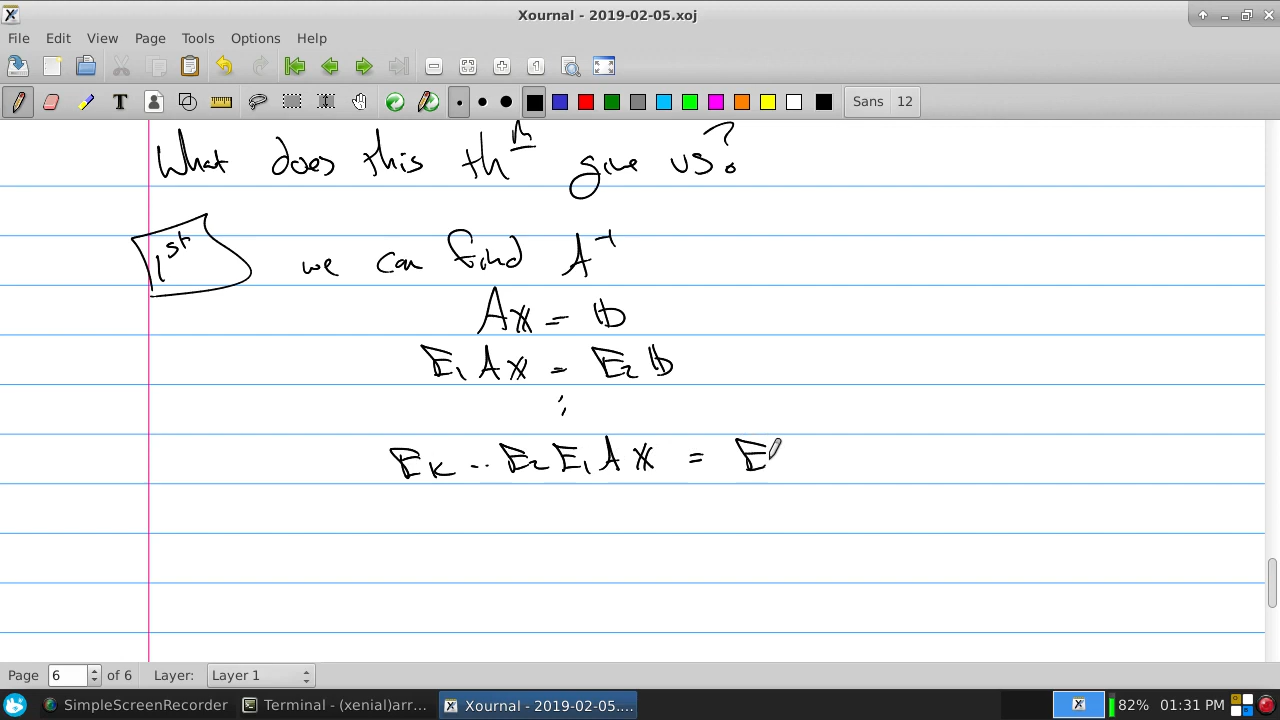 Xournal - 2019-02-05.xoj
File Edit View Page Tools Options Help
Sans 12
What does this thᵐ give us?
1st we can find A⁻¹
Ax = b
E₁Ax = E₂b
⋮
Eₖ ‥ E₂E₁Ax = E
Page 6 of 6 Layer: Layer 1
SimpleScreenRecorder Terminal - (xenial)arr... Xournal - 2019-02-05.... 82% 01:31 PM